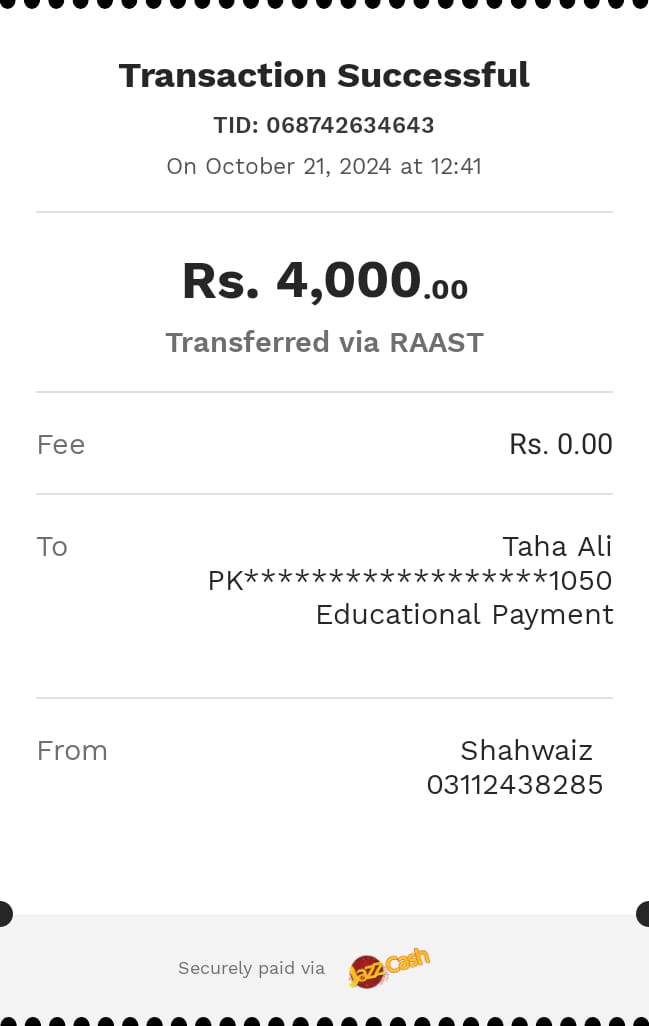 Transaction Successful
TID: 068742634643
On October 21, 2024 at 12:41
Rs. 4,000.00
Transferred via RAAST
Fee Rs. 0.00
To Taha Ali
PK******************1050
Educational Payment
From Shahwaiz
03112438285
Securely paid via JazzCash